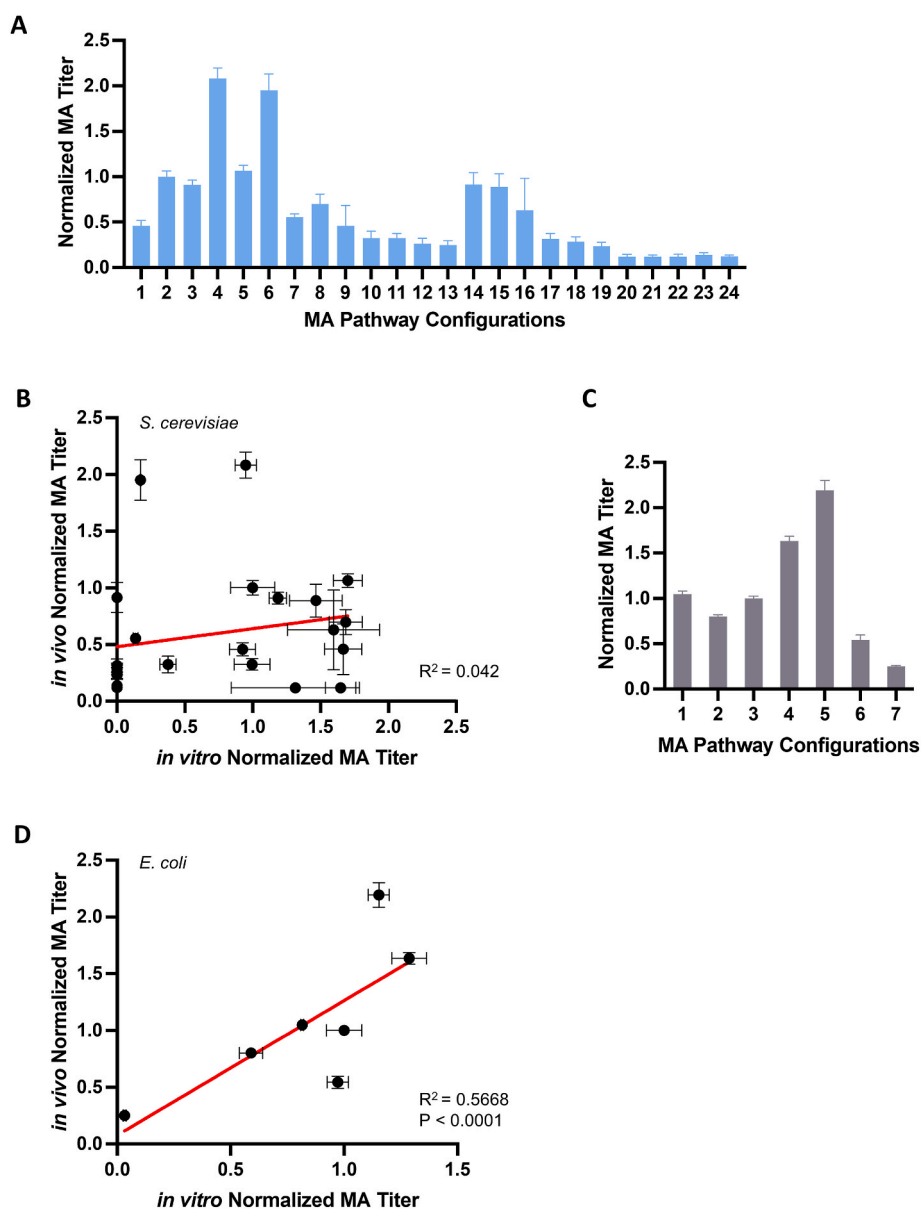 A
Normalized MA Titer
2.5
2.0
1.5
1.0
0.5
0.0
1 2 3 4 5 6 7 8 9 10 11 12 13 14 15 16 17 18 19 20 21 22 23 24
MA Pathway Configurations
B
S. cerevisiae
in vivo Normalized MA Titer
2.5
2.0
1.5
1.0
0.5
0.0
R² = 0.042
0.0 0.5 1.0 1.5 2.0 2.5
in vitro Normalized MA Titer
C
Normalized MA Titer
2.5
2.0
1.5
1.0
0.5
0.0
1 2 3 4 5 6 7
MA Pathway Configurations
D
E. coli
in vivo Normalized MA Titer
2.5
2.0
1.5
1.0
0.5
0.0
R² = 0.5668
P < 0.0001
0.0 0.5 1.0 1.5
in vitro Normalized MA Titer